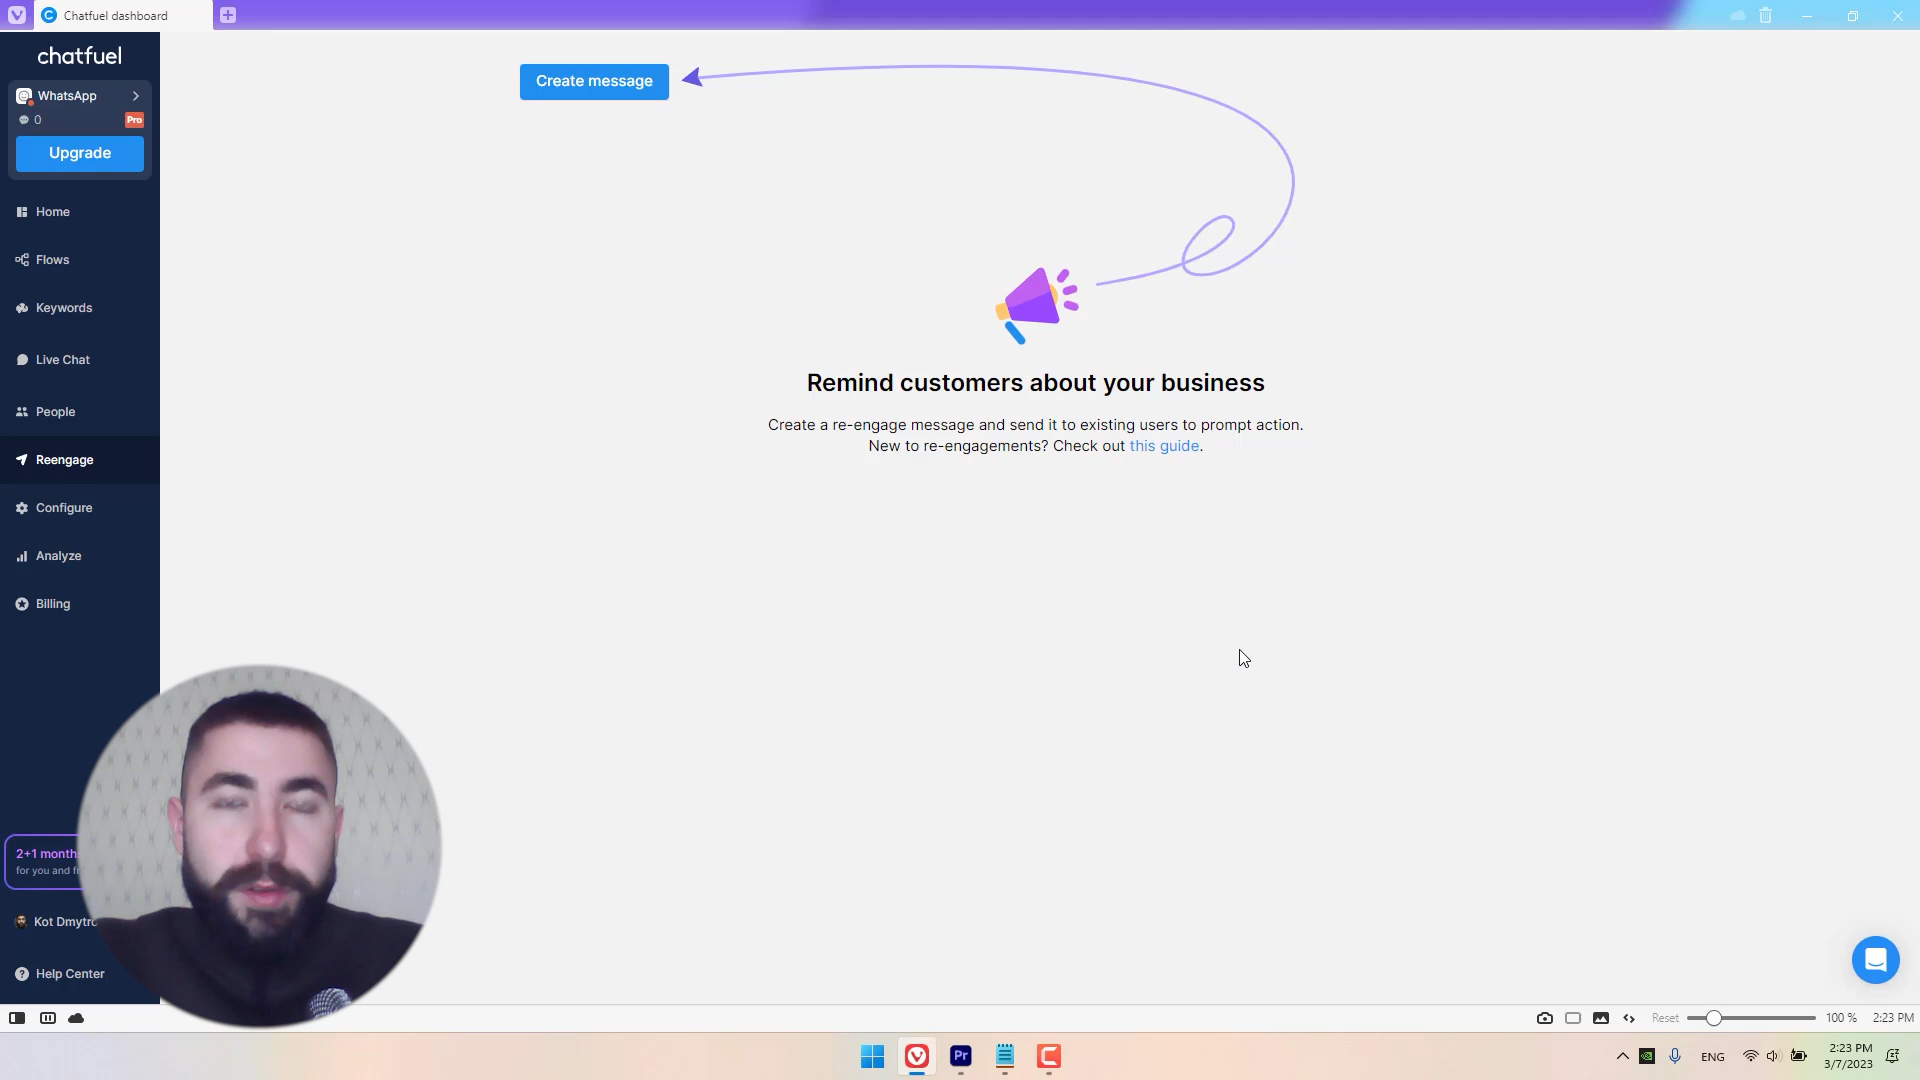 Chatfuel dashboard
chatfuel
WhatsApp
0
Pro
Upgrade
Home
Flows
Keywords
Live Chat
People
Reengage
Configure
Analyze
Billing
2+1 month
for you and
Kot Dmytro
Help Center
Create message
Remind customers about your business
Create a re-engage message and send it to existing users to prompt action.
New to re-engagements? Check out this guide.
Reset
100 %
2:23 PM
Pr
ENG
2:23 PM
3/7/2023